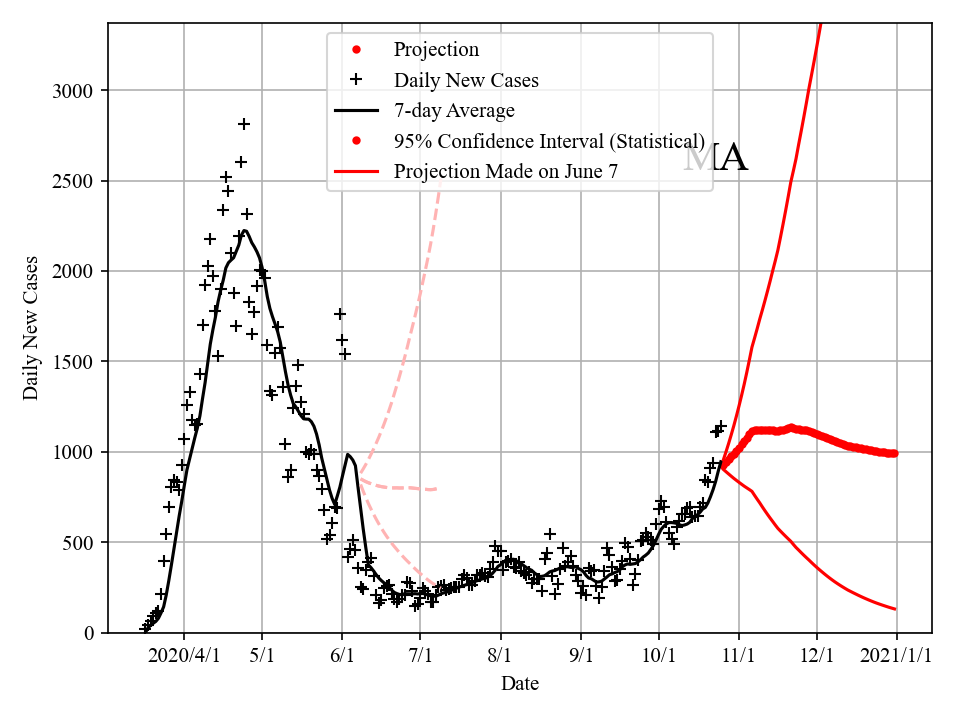 Projection
Daily New Cases
7-day Average
95% Confidence Interval (Statistical)
Projection Made on June 7
MA
3000
2500
2000
1500
1000
500
0
Daily New Cases
2020/4/1 5/1 6/1 7/1 8/1 9/1 10/1 11/1 12/1 2021/1/1
Date